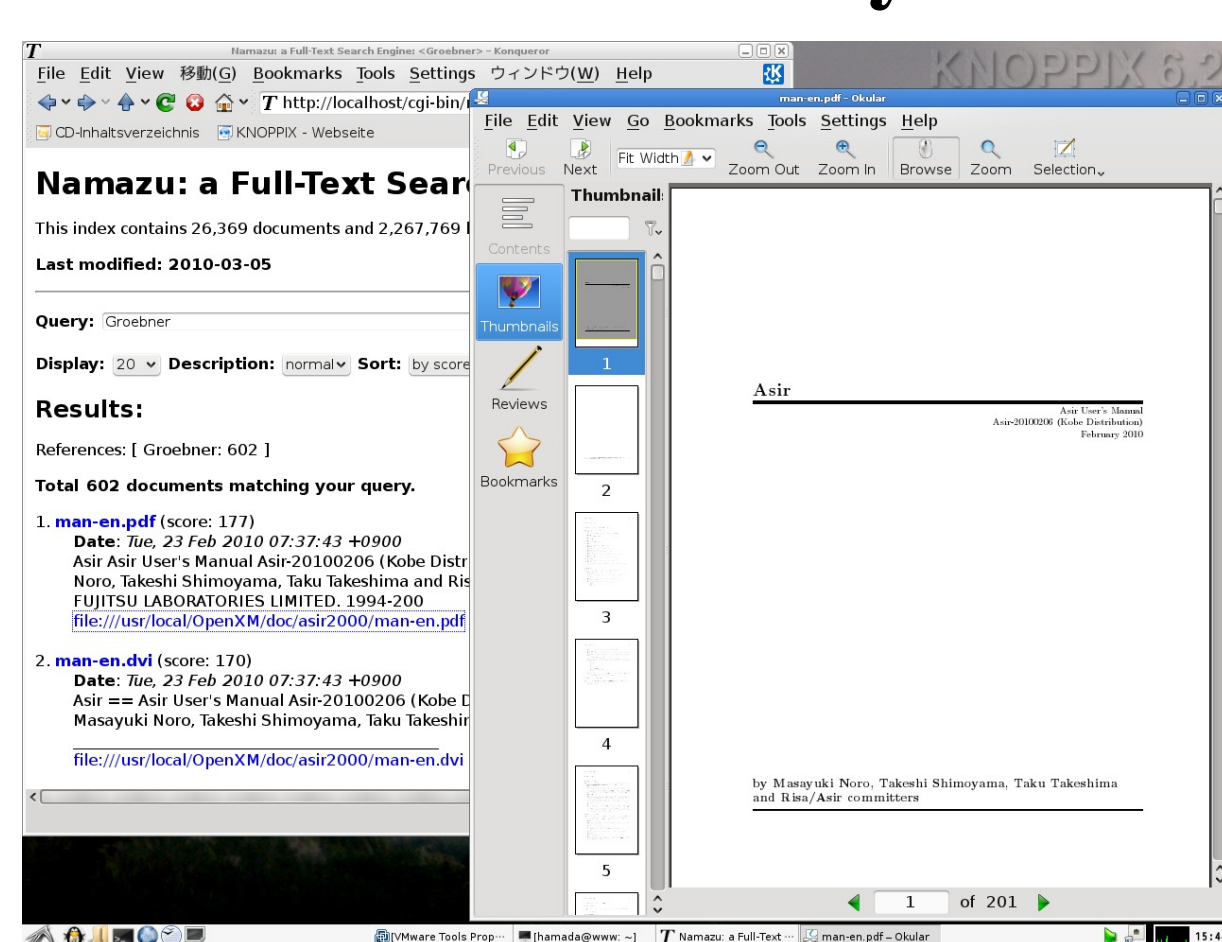 Namazu: a Full-Text Search Engine: <Groebner> - Konqueror
File Edit View 移動(G) Bookmarks Tools Settings ウィンドウ(W) Help
http://localhost/cgi-bin/
CD-Inhaltsverzeichnis KNOPPIX - Webseite
Namazu: a Full-Text Sear
This index contains 26,369 documents and 2,267,769
Last modified: 2010-03-05
Query: Groebner
Display: 20 Description: normal Sort: by score
Results:
References: [ Groebner: 602 ]
Total 602 documents matching your query.
1. man-en.pdf (score: 177)
Date: Tue, 23 Feb 2010 07:37:43 +0900
Asir Asir User's Manual Asir-20100206 (Kobe Distr
Noro, Takeshi Shimoyama, Taku Takeshima and Ris
FUJITSU LABORATORIES LIMITED. 1994-200
file:///usr/local/OpenXM/doc/asir2000/man-en.pdf
2. man-en.dvi (score: 170)
Date: Tue, 23 Feb 2010 07:37:43 +0900
Asir == Asir User's Manual Asir-20100206 (Kobe D
Masayuki Noro, Takeshi Shimoyama, Taku Takeshi
file:///usr/local/OpenXM/doc/asir2000/man-en.dvi
KNOPPIX 6.2
man-en.pdf - Okular
File Edit View Go Bookmarks Tools Settings Help
Previous Next Fit Width Zoom Out Zoom In Browse Zoom Selection
Contents
Thumbnails
Reviews
Bookmarks
Thumbnail
1
2
3
4
5
Asir
Asir User's Manual
Asir-20100206 (Kobe Distribution)
February 2010
by Masayuki Noro, Takeshi Shimoyama, Taku Takeshima
and Risa/Asir committers
1 of 201
[VMware Tools Prop... [hamada@www: ~] Namazu: a Full-Text ... man-en.pdf – Okular 15:4